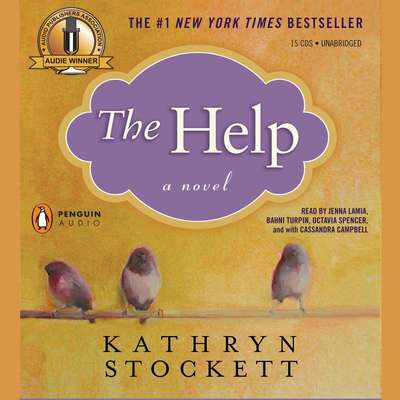 AUDIO PUBLISHERS ASSOCIATION
AUDIE WINNER
THE #1 NEW YORK TIMES BESTSELLER
15 CDS • UNABRIDGED
The Help
a novel
PENGUIN
AUDIO
READ BY JENNA LAMIA,
BAHNI TURPIN, OCTAVIA SPENCER,
and with CASSANDRA CAMPBELL
KATHRYN
STOCKETT